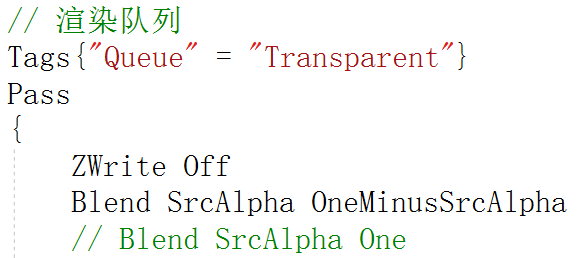 // 渲染队列
Tags{"Queue" = "Transparent"}
Pass
{
ZWrite Off
Blend SrcAlpha OneMinusSrcAlpha
// Blend SrcAlpha One